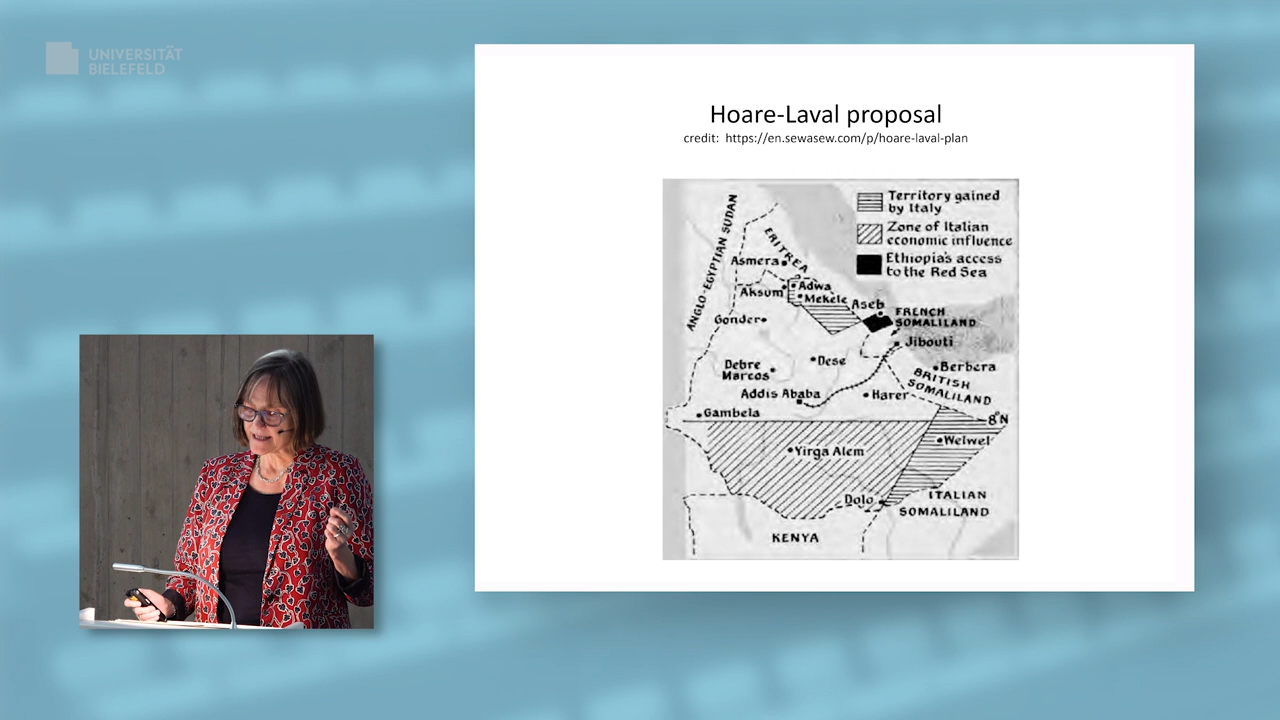 UNIVERSITÄT
BIELEFELD
Hoare-Laval proposal
credit: https://en.sewasew.com/p/hoare-laval-plan
Territory gained
by Italy
Zone of Italian
economic influence
Ethiopia's access
to the Red Sea
ANGLO-EGYPTIAN SUDAN
ERITREA
Asmera
Adwa
Aksum
Mekele
Aseb
Gonder
FRENCH
SOMALILAND
Jibouti
Debre
Marcos
Dese
Berbera
BRITISH
SOMALILAND
Addis Ababa
Harer
Gambela
8°N
Welwel
Yirga Alem
Dolo
ITALIAN
SOMALILAND
KENYA